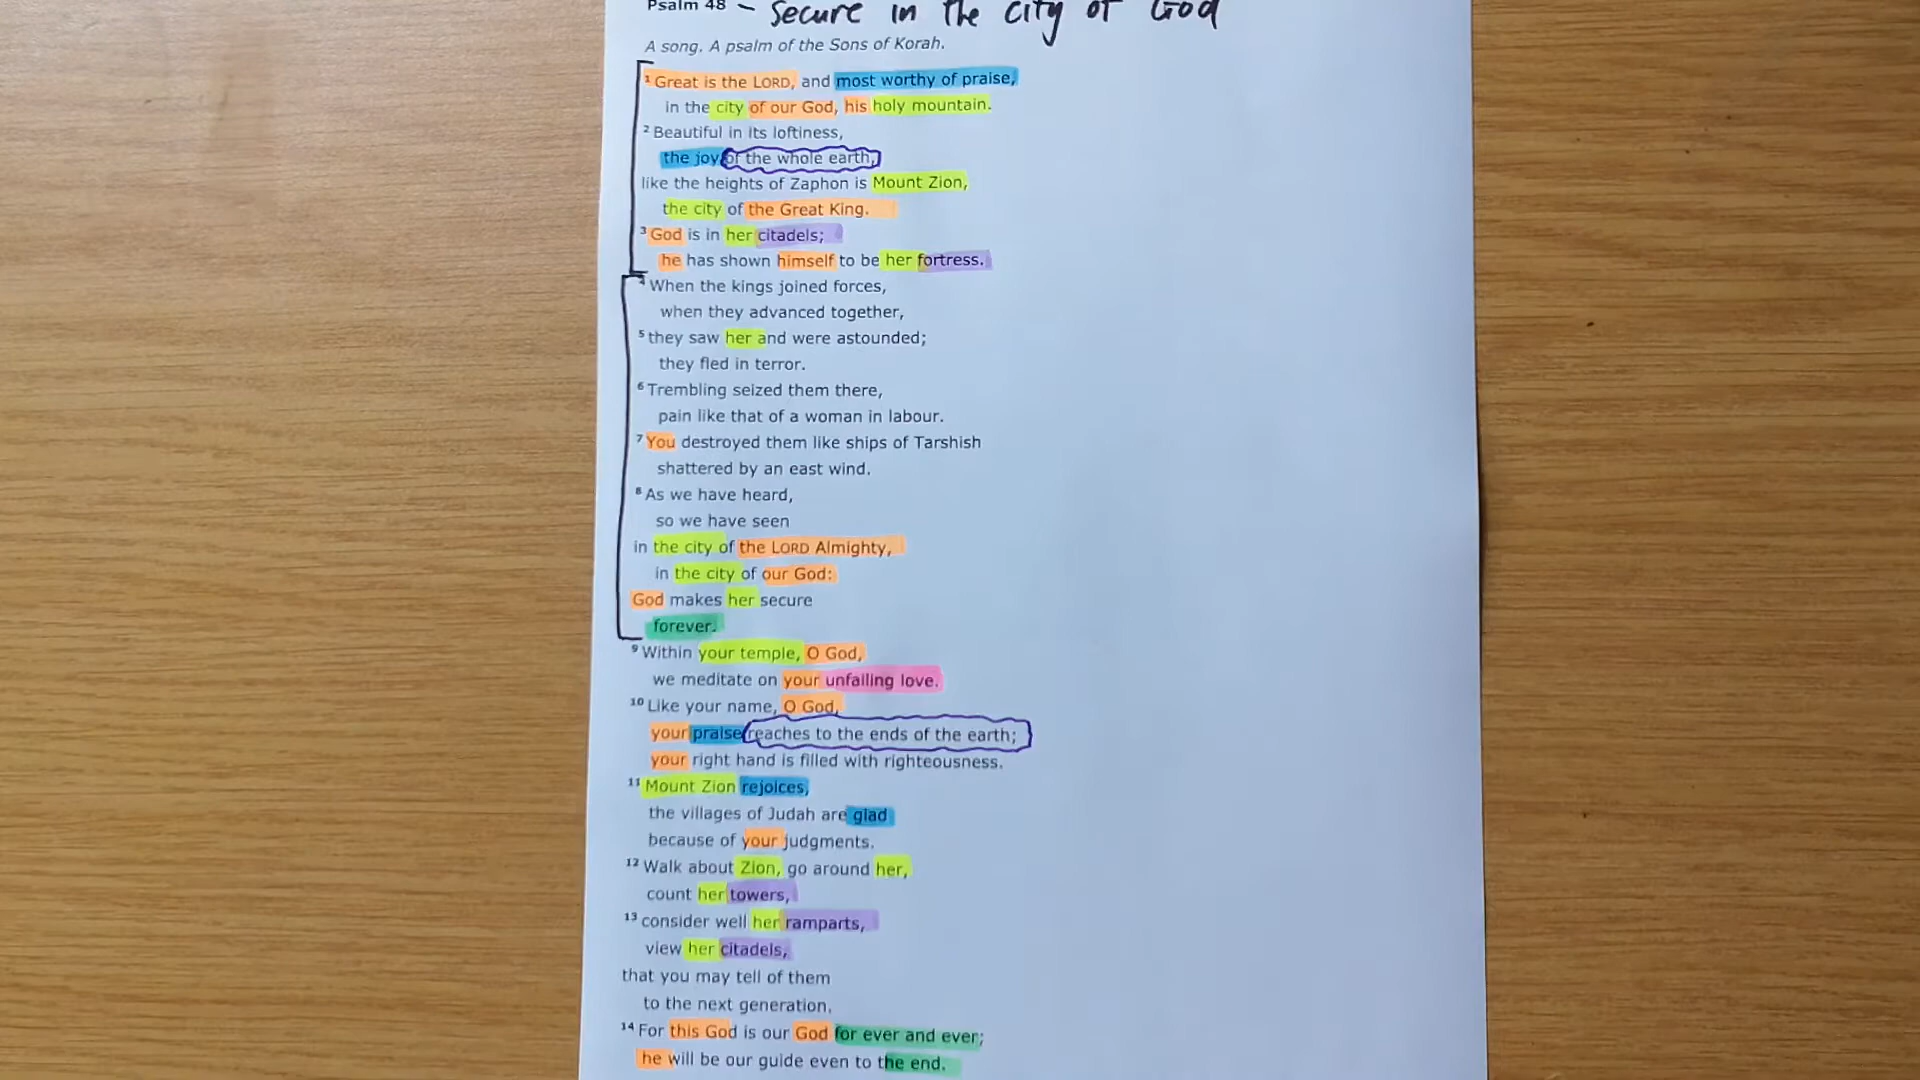 Psalm 48 – Secure in the city of God
A song. A psalm of the Sons of Korah.
1 Great is the LORD, and most worthy of praise,
in the city of our God, his holy mountain.
2 Beautiful in its loftiness,
the joy of the whole earth,
like the heights of Zaphon is Mount Zion,
the city of the Great King.
3 God is in her citadels;
he has shown himself to be her fortress.
4 When the kings joined forces,
when they advanced together,
5 they saw her and were astounded;
they fled in terror.
6 Trembling seized them there,
pain like that of a woman in labour.
7 You destroyed them like ships of Tarshish
shattered by an east wind.
8 As we have heard,
so we have seen
in the city of the LORD Almighty,
in the city of our God:
God makes her secure
forever.
9 Within your temple, O God,
we meditate on your unfailing love.
10 Like your name, O God,
your praise reaches to the ends of the earth;
your right hand is filled with righteousness.
11 Mount Zion rejoices,
the villages of Judah are glad
because of your judgments.
12 Walk about Zion, go around her,
count her towers,
13 consider well her ramparts,
view her citadels,
that you may tell of them
to the next generation.
14 For this God is our God for ever and ever;
he will be our guide even to the end.